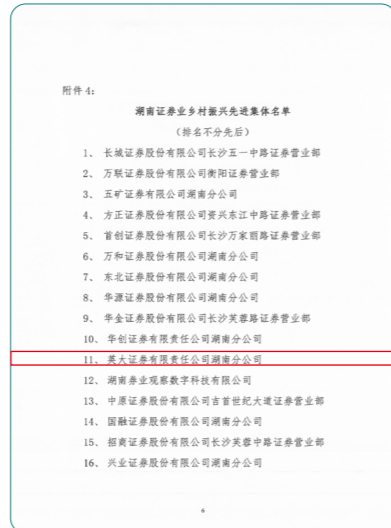 附件 4：
湖南证券业乡村振兴先进集体名单
（排名不分先后）
1、 长城证券股份有限公司长沙五一中路证券营业部
2、 万联证券股份有限公司衡阳证券营业部
3、 五矿证券有限公司湖南分公司
4、 方正证券股份有限公司资兴东江中路证券营业部
5、 首创证券股份有限公司长沙万家丽路证券营业部
6、 万和证券股份有限公司湖南分公司
7、 东北证券股份有限公司湖南分公司
8、 华源证券股份有限公司湖南分公司
9、 华金证券股份有限公司长沙芙蓉路证券营业部
10、 华创证券有限责任公司湖南分公司
11、 英大证券有限责任公司湖南分公司
12、 湖南券业观察数字科技有限公司
13、 中原证券股份有限公司吉首世纪大道证券营业部
14、 国融证券股份有限公司湖南分公司
15、 招商证券股份有限公司长沙芙蓉中路证券营业部
16、 兴业证券股份有限公司湖南分公司
6